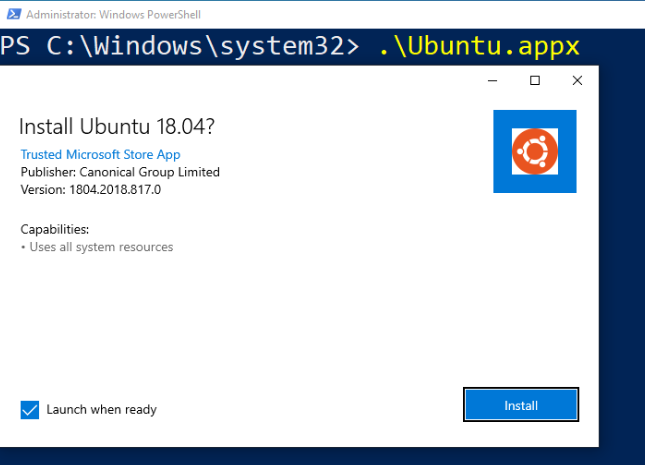 Administrator: Windows PowerShell
PS C:\Windows\system32> .\Ubuntu.appx
Install Ubuntu 18.04?
Trusted Microsoft Store App
Publisher: Canonical Group Limited
Version: 1804.2018.817.0
Capabilities:
• Uses all system resources
Launch when ready
Install